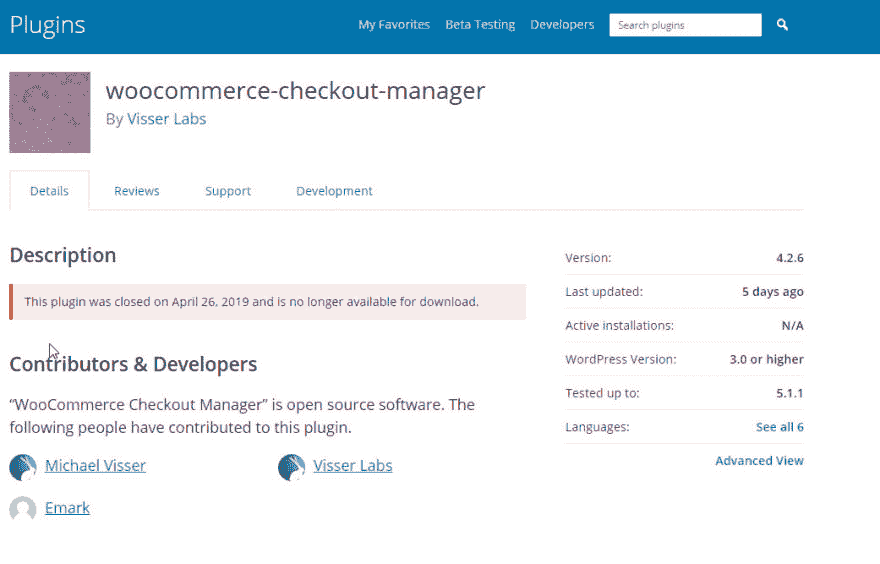 Plugins
My Favorites Beta Testing Developers Search plugins
woocommerce-checkout-manager
By Visser Labs
Details Reviews Support Development
Description
This plugin was closed on April 26, 2019 and is no longer available for download.
Contributors & Developers
“WooCommerce Checkout Manager” is open source software. The
following people have contributed to this plugin.
Michael Visser Visser Labs
Emark
Version: 4.2.6
Last updated: 5 days ago
Active installations: N/A
WordPress Version: 3.0 or higher
Tested up to: 5.1.1
Languages: See all 6
Advanced View